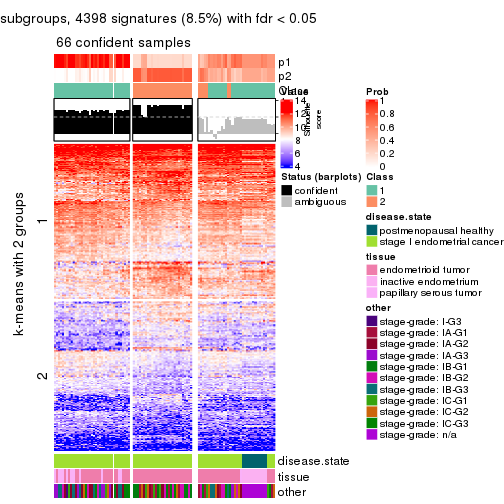 subgroups, 4398 signatures (8.5%) with fdr < 0.05
66 confident samples
p1
p2
Class
Value
14
12
10
8
6
4
Silhouette
score
Prob
1
0.8
0.6
0.4
0.2
0
Status (barplots)
confident
ambiguous
Class
1
2
disease.state
postmenopausal healthy
stage I endometrial cancer
tissue
endometrioid tumor
inactive endometrium
papillary serous tumor
other
stage-grade: I-G3
stage-grade: IA-G1
stage-grade: IA-G2
stage-grade: IA-G3
stage-grade: IB-G1
stage-grade: IB-G2
stage-grade: IB-G3
stage-grade: IC-G1
stage-grade: IC-G2
stage-grade: IC-G3
stage-grade: n/a
k-means with 2 groups
1
2
disease.state
tissue
other